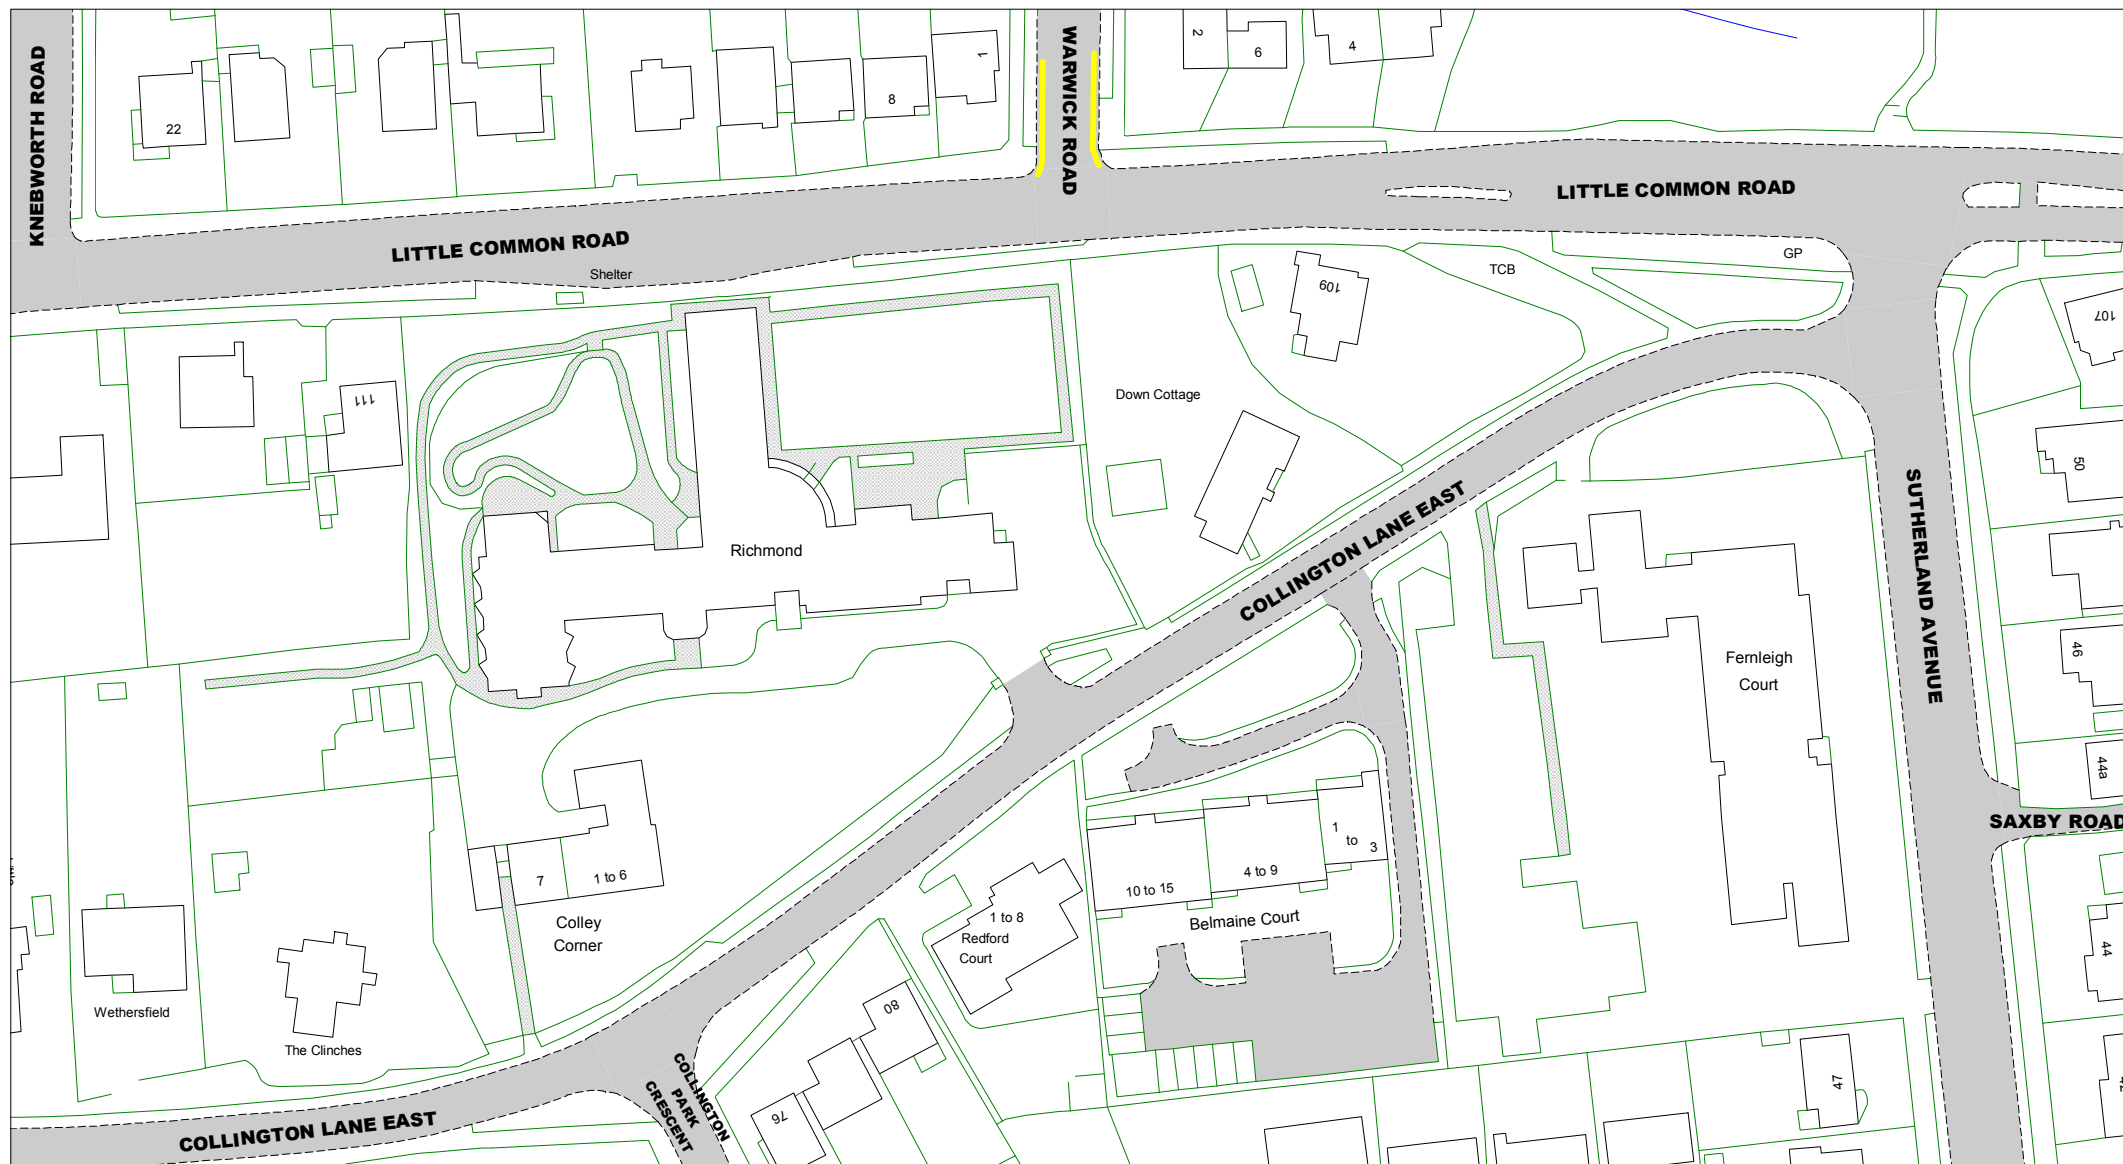 KNEBWORTH ROAD
WARWICK ROAD
2
6
4
1
8
22
LITTLE COMMON ROAD
LITTLE COMMON ROAD
Shelter
GP
TCB
109
107
111
Down Cottage
50
Richmond
COLLINGTON LANE EAST
SUTHERLAND AVENUE
Fernleigh
Court
46
44a
SAXBY ROAD
1
to
3
4 to 9
10 to 15
Belmaine Court
7
1 to 6
Colley
Corner
1 to 8
Redford
Court
44
80
Wethersfield
The Clinches
47
76
COLLINGTON
PARK
CRESCENT
COLLINGTON LANE EAST